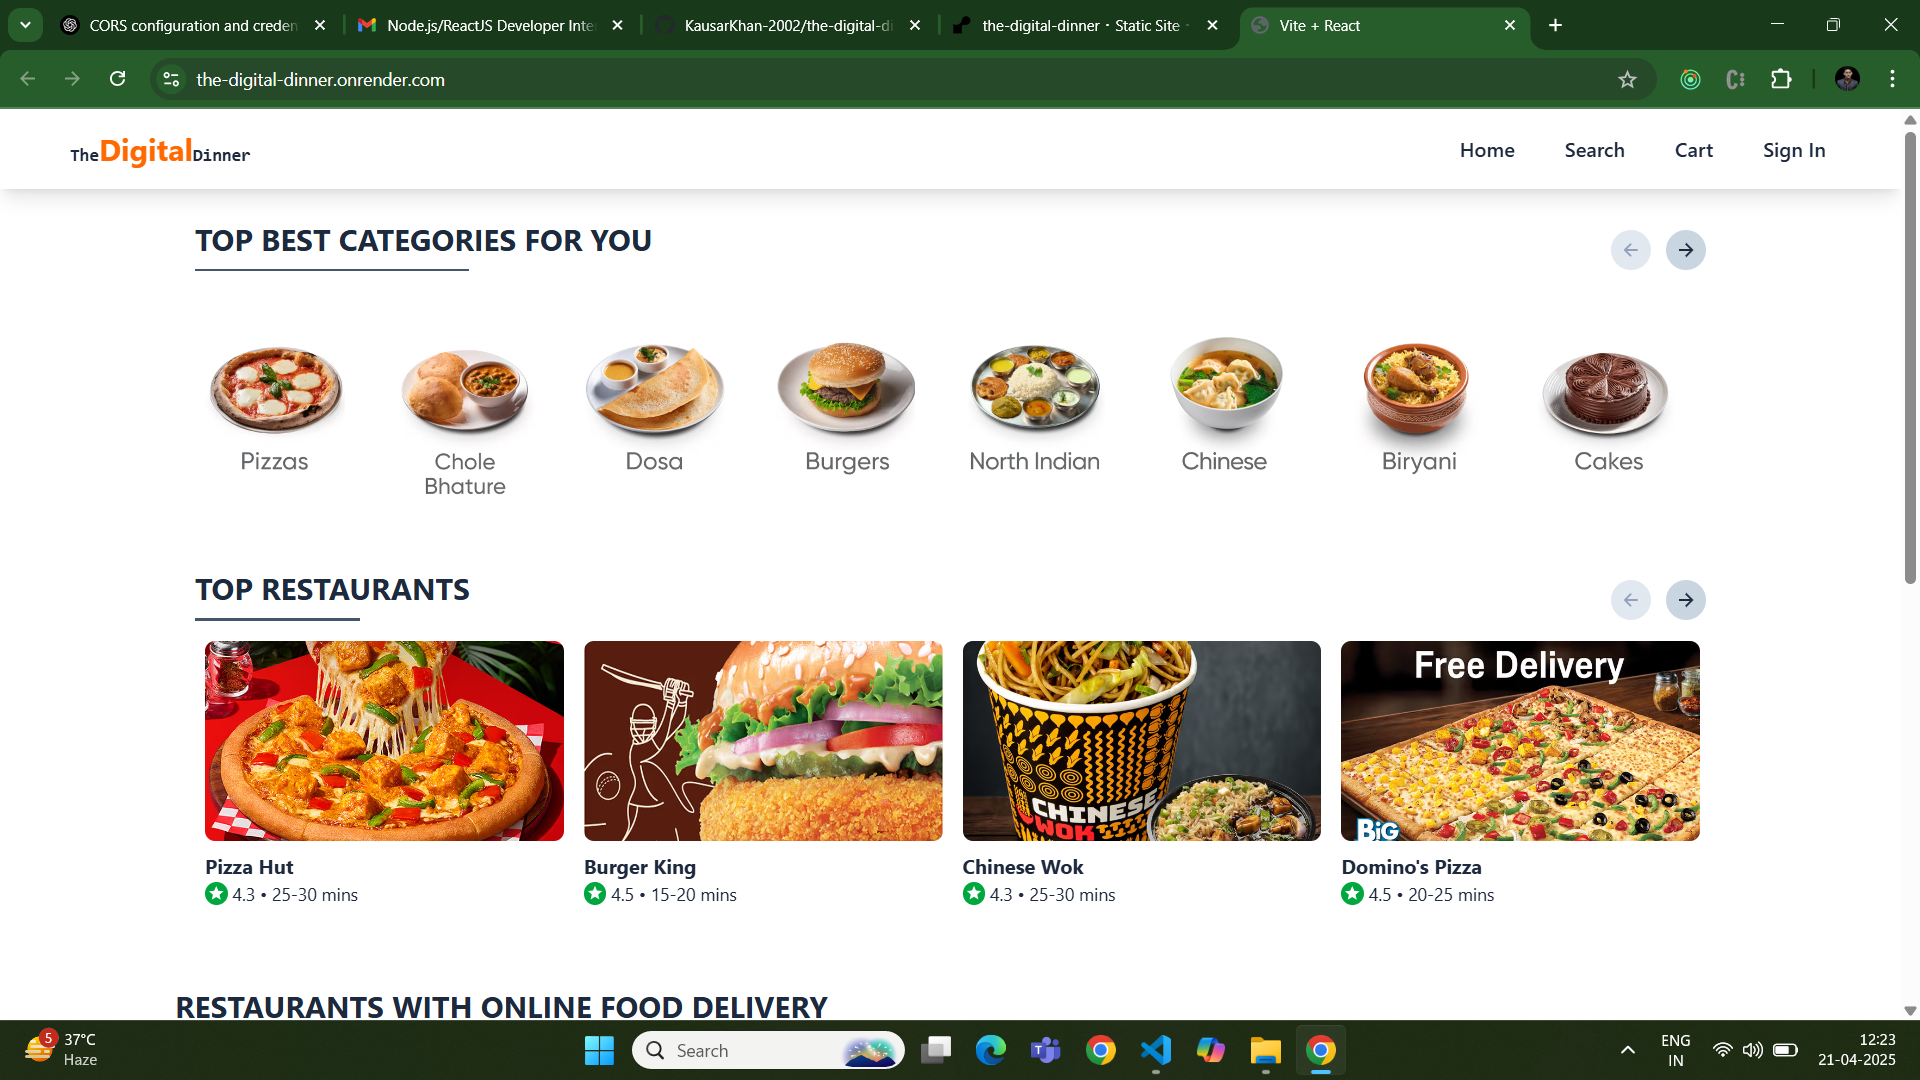 CORS configuration and creden
Node.js/ReactJS Developer Inte
KausarKhan-2002/the-digital-di
the-digital-dinner · Static Site ·
Vite + React
the-digital-dinner.onrender.com
TheDigitalDinner
Home
Search
Cart
Sign In
TOP BEST CATEGORIES FOR YOU
Pizzas
Chole
Bhature
Dosa
Burgers
North Indian
Chinese
Biryani
Cakes
TOP RESTAURANTS
CHINESE
WOK
Free Delivery
BiG
Pizza Hut
4.3 • 25-30 mins
Burger King
4.5 • 15-20 mins
Chinese Wok
4.3 • 25-30 mins
Domino's Pizza
4.5 • 20-25 mins
RESTAURANTS WITH ONLINE FOOD DELIVERY
5
37°C
Haze
Search
ENG
IN
12:23
21-04-2025